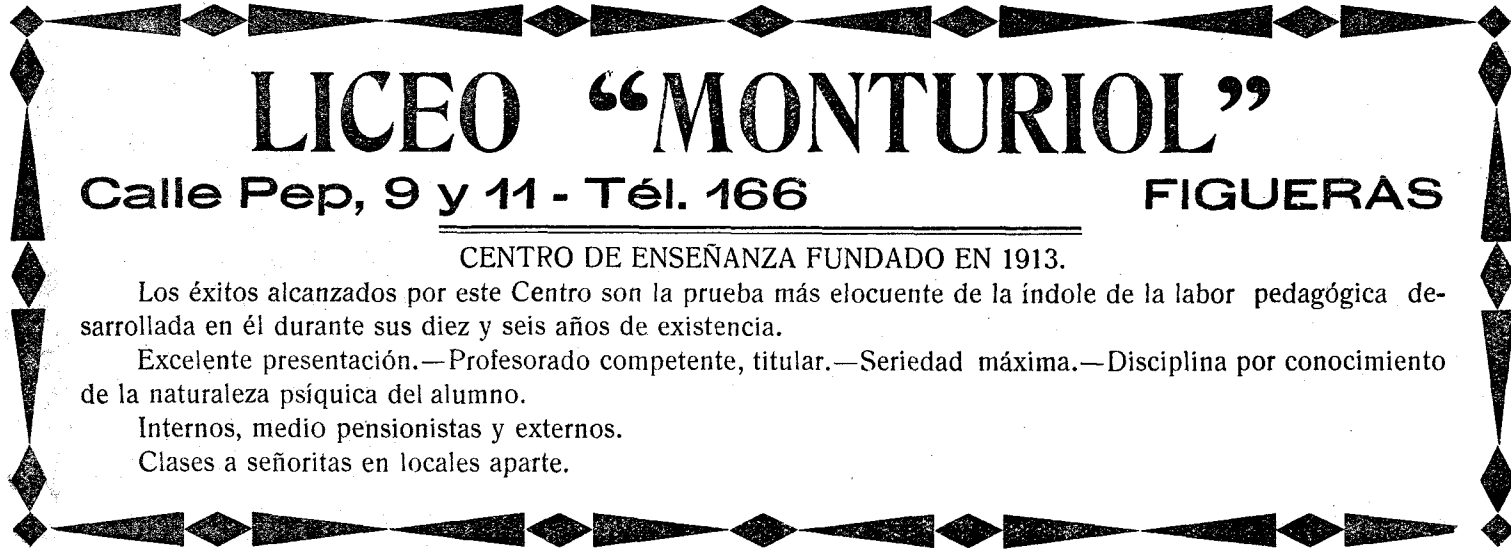 LICEO “MONTURIOL”
Calle Pep, 9 y 11 - Tél. 166 FIGUERAS
CENTRO DE ENSEÑANZA FUNDADO EN 1913.
Los éxitos alcanzados por este Centro son la prueba más elocuente de la índole de la labor pedagógica de-
sarrollada en él durante sus diez y seis años de existencia.
Excelente presentación.—Profesorado competente, titular.—Seriedad máxima.—Disciplina por conocimiento
de la naturaleza psíquica del alumno.
Internos, medio pensionistas y externos.
Clases a señoritas en locales aparte.